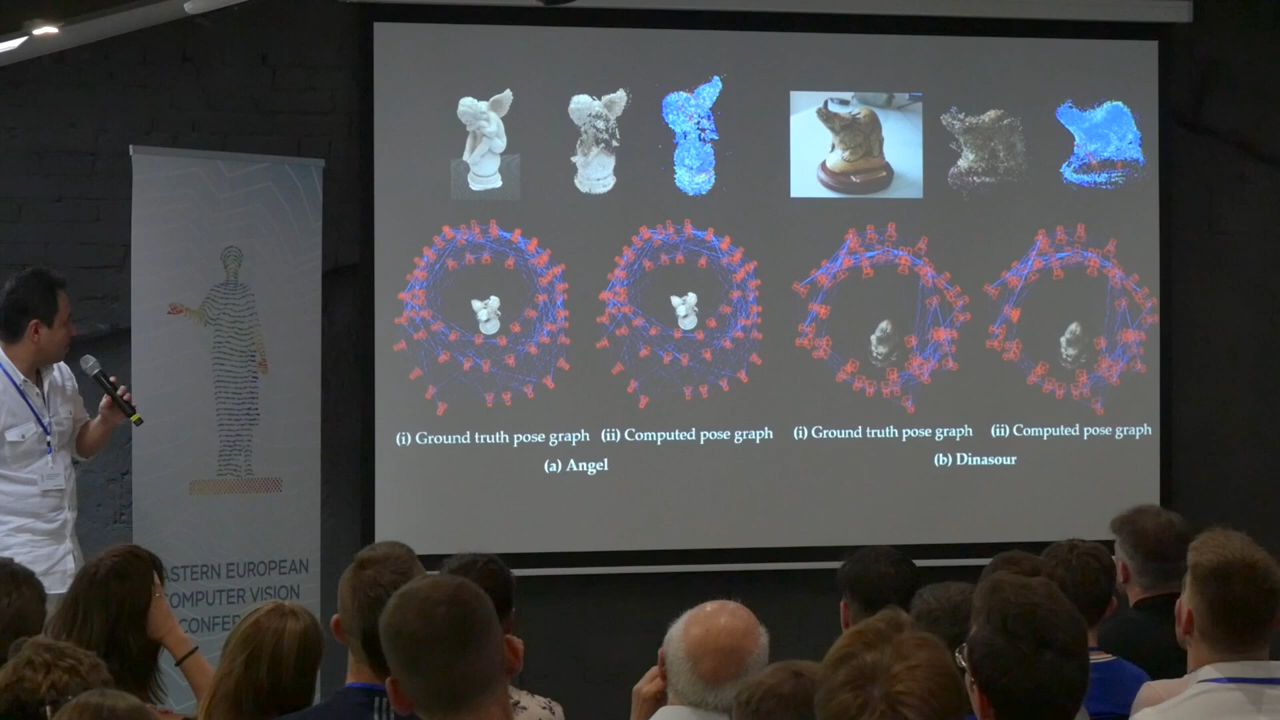 (i) Ground truth pose graph
(ii) Computed pose graph
(a) Angel
(i) Ground truth pose graph
(ii) Computed pose graph
(b) Dinasour
ASTERN EUROPEAN
OMPUTER VISION
CONFE